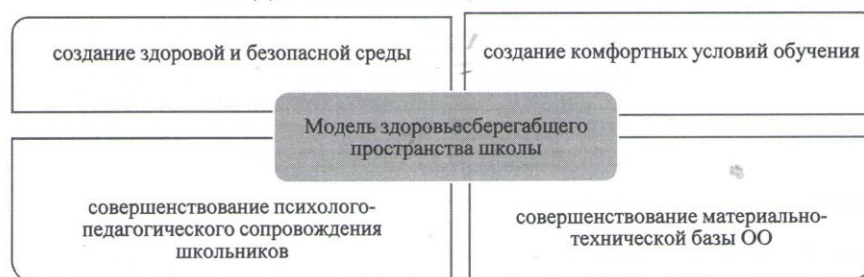 создание здоровой и безопасной среды
создание комфортных условий обучения
Модель здоровьесберегабщего
пространства школы
совершенствование психолого-
педагогического сопровождения
школьников
совершенствование материально-
технической базы ОО